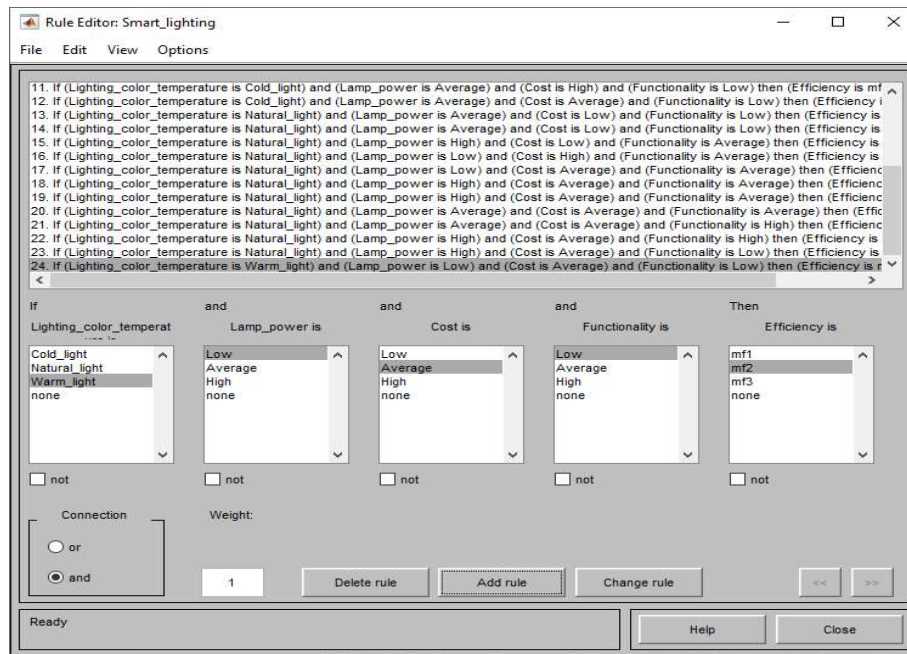 Rule Editor: Smart_lighting
File Edit View Options
11. If (Lighting_color_temperature is Cold_light) and (Lamp_power is Average) and (Cost is High) and (Functionality is Low) then (Efficiency is mf
12. If (Lighting_color_temperature is Cold_light) and (Lamp_power is Average) and (Cost is Average) and (Functionality is Low) then (Efficiency i
13. If (Lighting_color_temperature is Natural_light) and (Lamp_power is Average) and (Cost is Low) and (Functionality is Low) then (Efficiency is
14. If (Lighting_color_temperature is Natural_light) and (Lamp_power is Average) and (Cost is Low) and (Functionality is Low) then (Efficiency is
15. If (Lighting_color_temperature is Natural_light) and (Lamp_power is High) and (Cost is Low) and (Functionality is Average) then (Efficiency is
16. If (Lighting_color_temperature is Natural_light) and (Lamp_power is Low) and (Cost is High) and (Functionality is Average) then (Efficiency is
17. If (Lighting_color_temperature is Natural_light) and (Lamp_power is Low) and (Cost is Average) and (Functionality is Average) then (Efficienc
18. If (Lighting_color_temperature is Natural_light) and (Lamp_power is High) and (Cost is Average) and (Functionality is Average) then (Efficienc
19. If (Lighting_color_temperature is Natural_light) and (Lamp_power is High) and (Cost is Average) and (Functionality is Average) then (Efficienc
20. If (Lighting_color_temperature is Natural_light) and (Lamp_power is Average) and (Cost is Average) and (Functionality is Average) then (Effic
21. If (Lighting_color_temperature is Natural_light) and (Lamp_power is Average) and (Cost is Average) and (Functionality is High) then (Efficienc
22. If (Lighting_color_temperature is Natural_light) and (Lamp_power is High) and (Cost is Average) and (Functionality is High) then (Efficiency is
23. If (Lighting_color_temperature is Natural_light) and (Lamp_power is High) and (Cost is Average) and (Functionality is Low) then (Efficiency is
24. If (Lighting_color_temperature is Warm_light) and (Lamp_power is Low) and (Cost is Average) and (Functionality is Low) then (Efficiency is r
If and and and Then
Lighting_color_temperat Lamp_power is Cost is Functionality is Efficiency is
Cold_light Low Low Low mf1
Natural_light Average Average Average mf2
Warm_light High High High mf3
none none none none none
not not not not not
Connection Weight:
or
and 1 Delete rule Add rule Change rule << >>
Ready Help Close